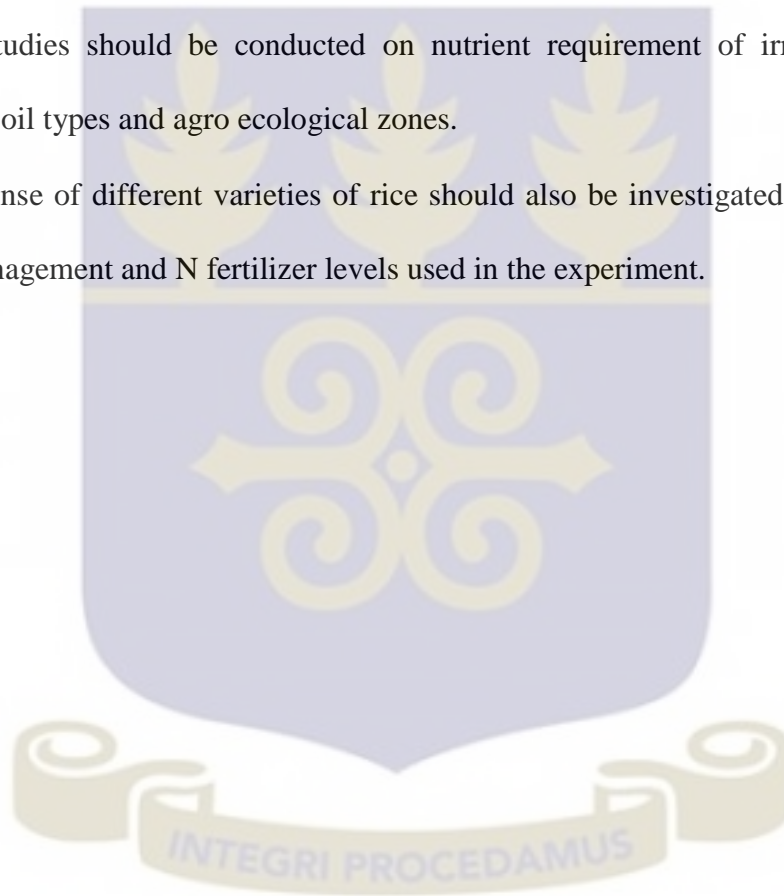 tudies should be conducted on nutrient requirement of irr
oil types and agro ecological zones.
nse of different varieties of rice should also be investigated
nagement and N fertilizer levels used in the experiment.
INTEGRI PROCEDAMUS